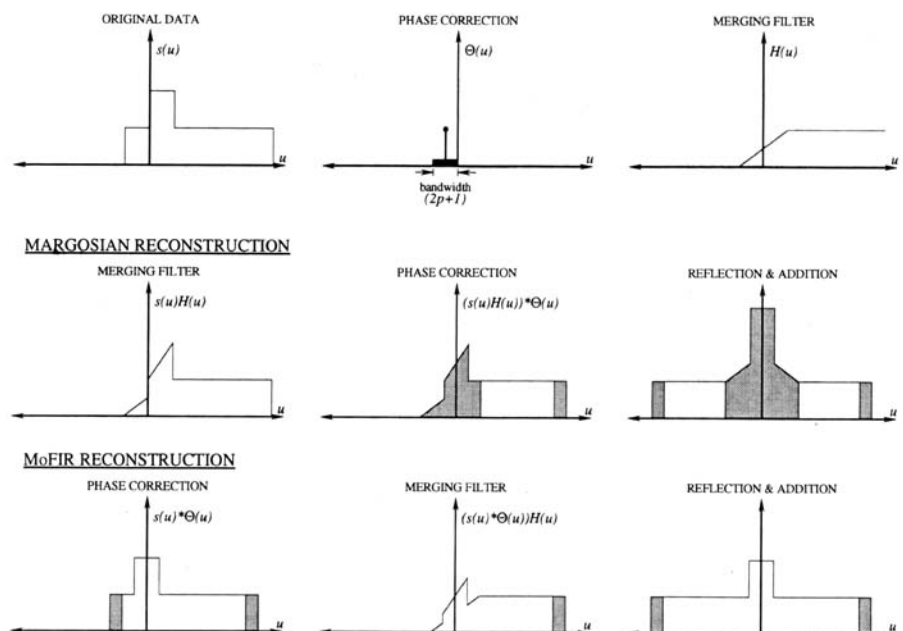 ORIGINAL DATA
s(u)
u
PHASE CORRECTION
Θ(u)
bandwidth
(2p+1)
MERGING FILTER
H(u)
MARGOSIAN RECONSTRUCTION
MERGING FILTER
s(u)H(u)
u
PHASE CORRECTION
(s(u)H(u))*Θ(u)
u
REFLECTION & ADDITION
u
MoFIR RECONSTRUCTION
PHASE CORRECTION
s(u)*Θ(u)
u
MERGING FILTER
(s(u)*Θ(u))H(u)
u
REFLECTION & ADDITION
u